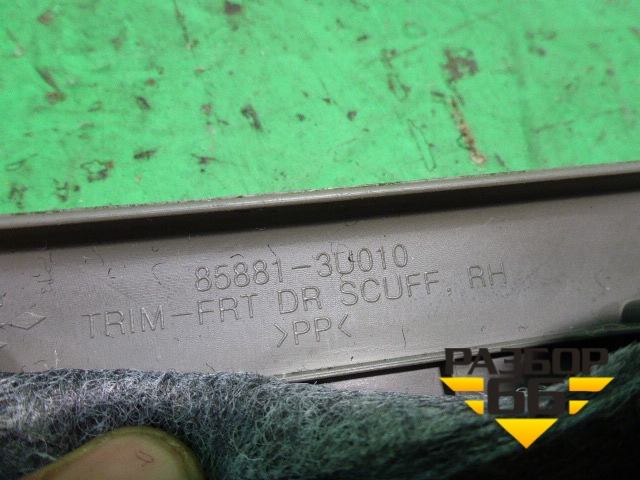 85881-3U010
TRIM-FRT DR SCUFF, RH
>PP<
РАЗБОР
66